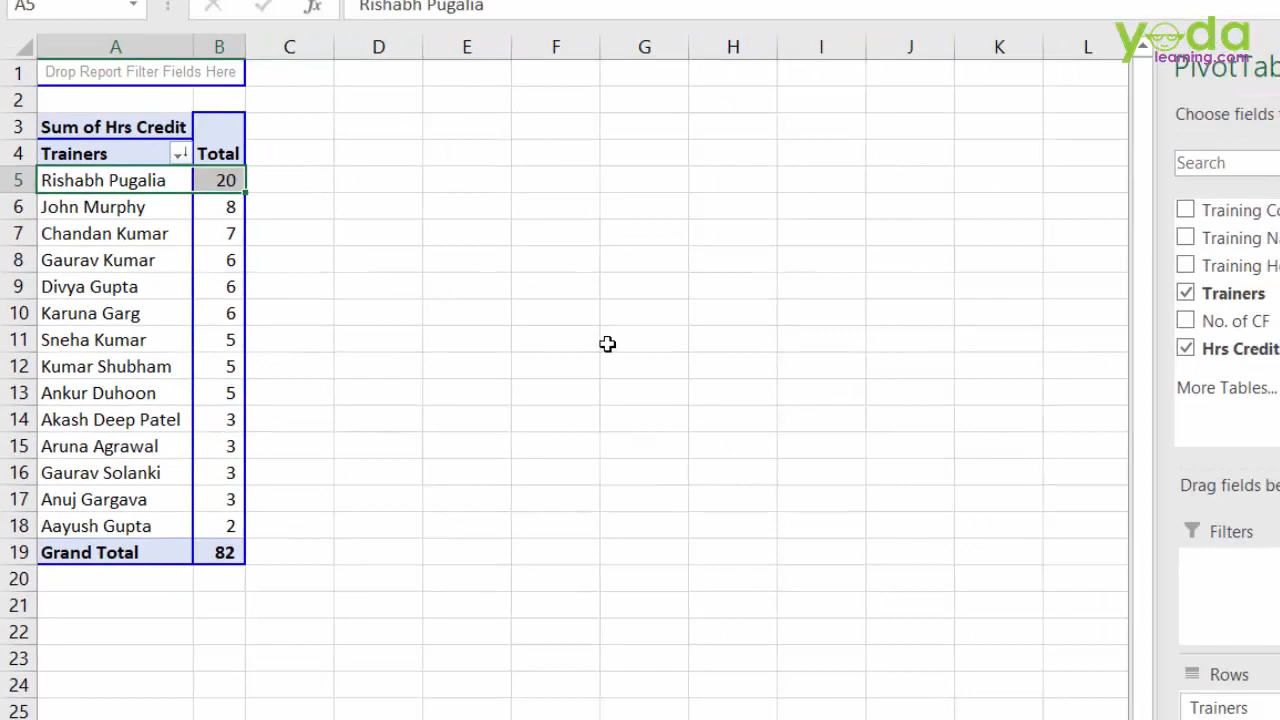 A5
fx
Rishabh Pugalia
yoda
learning.com
A B C D E F G H I J K L
1 Drop Report Filter Fields Here
2
3 Sum of Hrs Credit
4 Trainers Total
5 Rishabh Pugalia 20
6 John Murphy 8
7 Chandan Kumar 7
8 Gaurav Kumar 6
9 Divya Gupta 6
10 Karuna Garg 6
11 Sneha Kumar 5
12 Kumar Shubham 5
13 Ankur Duhoon 5
14 Akash Deep Patel 3
15 Aruna Agrawal 3
16 Gaurav Solanki 3
17 Anuj Gargava 3
18 Aayush Gupta 2
19 Grand Total 82
20
21
22
23
24
25
PivotTab
Choose fields
Search
Training Co
Training Na
Training Ho
Trainers
No. of CF
Hrs Credit
More Tables...
Drag fields be
Filters
Rows
Trainers